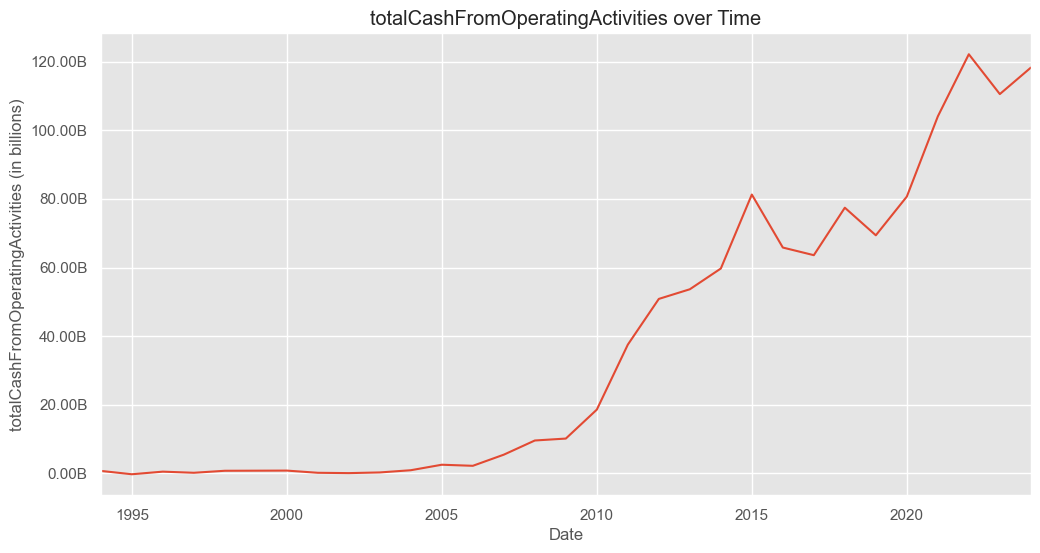 totalCashFromOperatingActivities over Time
totalCashFromOperatingActivities (in billions)
120.00B
100.00B
80.00B
60.00B
40.00B
20.00B
0.00B
1995 2000 2005 2010 2015 2020
Date